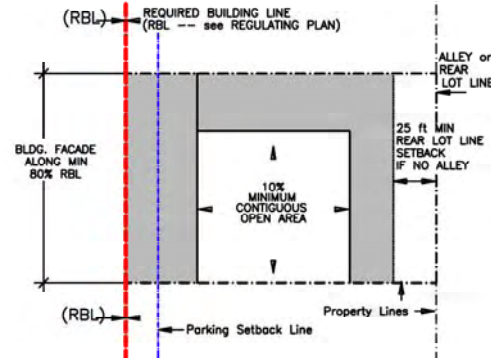 (RBL)
REQUIRED BUILDING LINE
(RBL -- see REGULATING PLAN)
ALLEY or
REAR
LOT LINE
BLDG. FACADE
ALONG MIN
80% RBL
25 ft MIN
REAR LOT LINE
SETBACK
IF NO ALLEY
10%
MINIMUM
CONTIGUOUS
OPEN AREA
(RBL)
Property Lines
Parking Setback Line